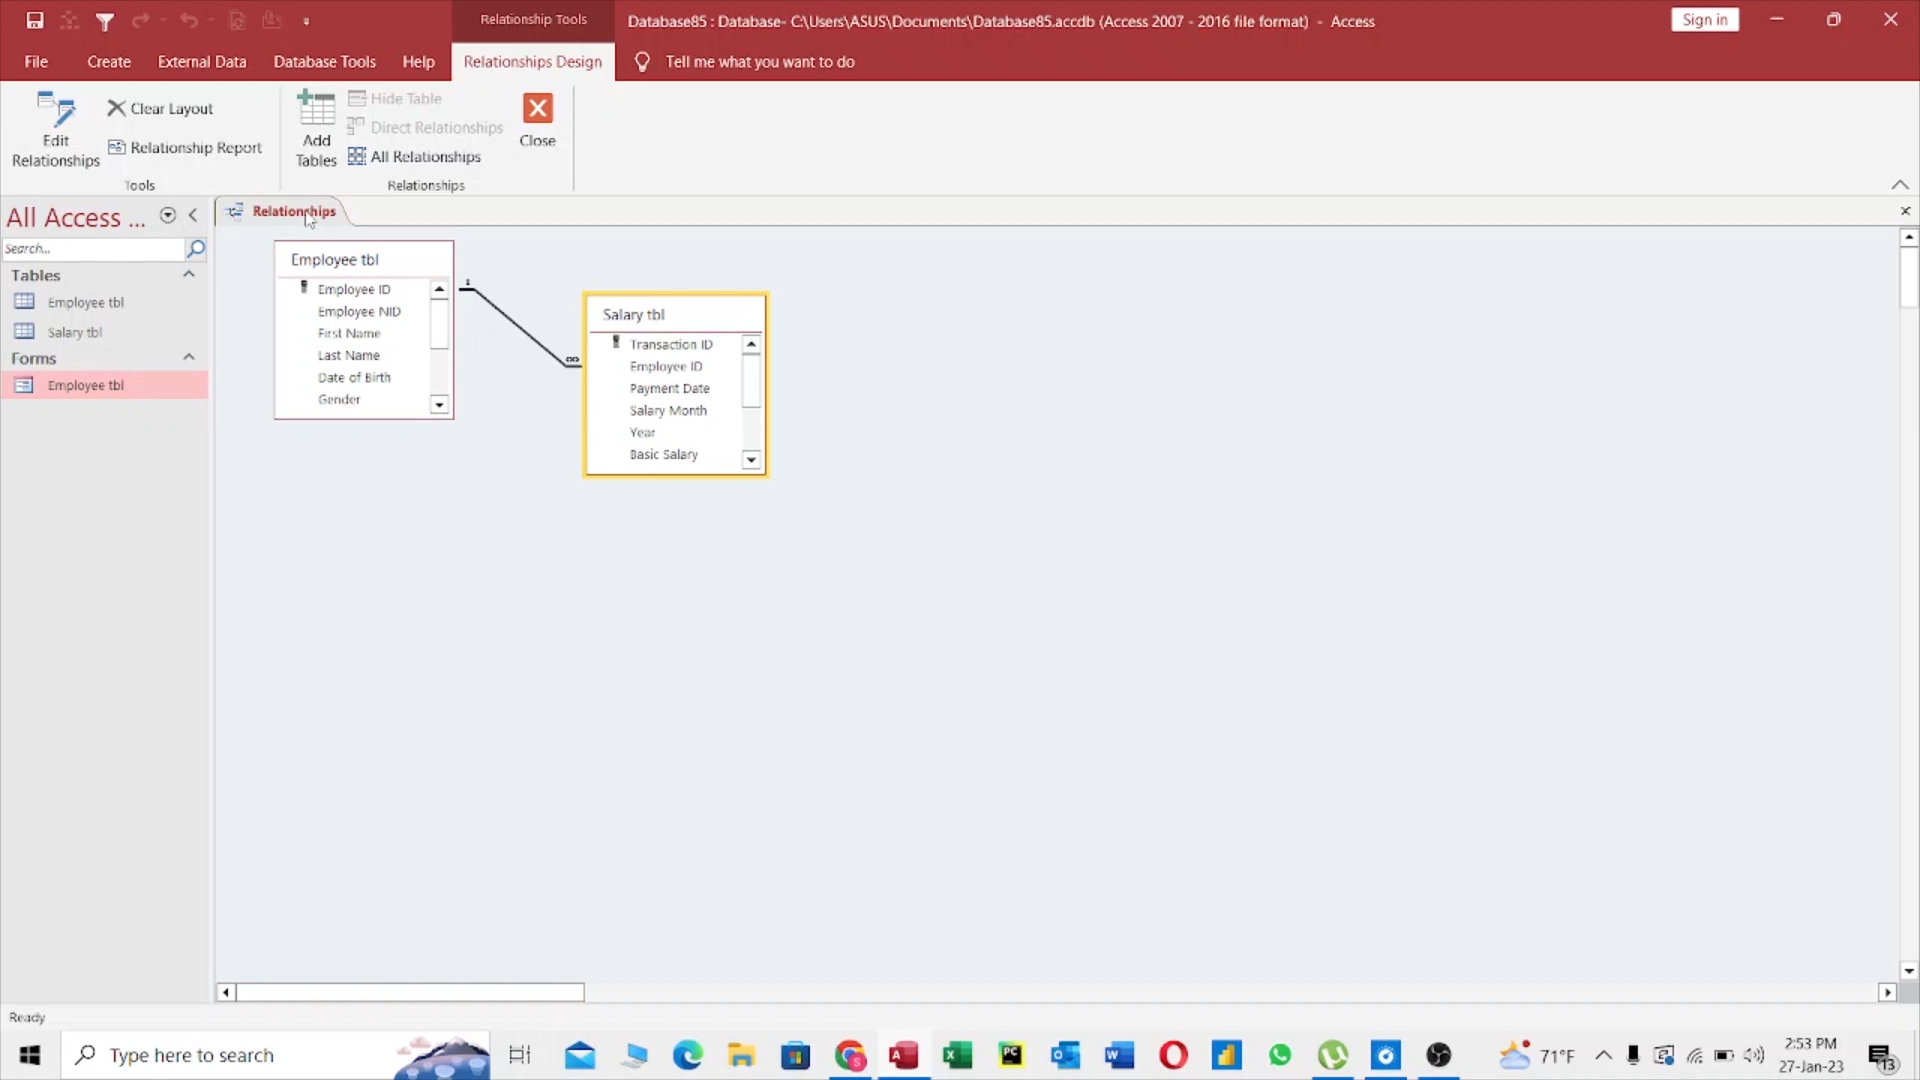 Relationship Tools
Database85 : Database- C:\Users\ASUS\Documents\Database85.accdb (Access 2007 - 2016 file format) - Access
Sign in
File
Create
External Data
Database Tools
Help
Relationships Design
Tell me what you want to do
Edit Relationships
Clear Layout
Relationship Report
Tools
Add Tables
Hide Table
Direct Relationships
All Relationships
Relationships
Close
All Access ...
Search...
Tables
Employee tbl
Salary tbl
Forms
Employee tbl
Relationships
Employee tbl
Employee ID
Employee NID
First Name
Last Name
Date of Birth
Gender
1
∞
Salary tbl
Transaction ID
Employee ID
Payment Date
Salary Month
Year
Basic Salary
Ready
Type here to search
PC
71°F
2:53 PM
27-Jan-23
13